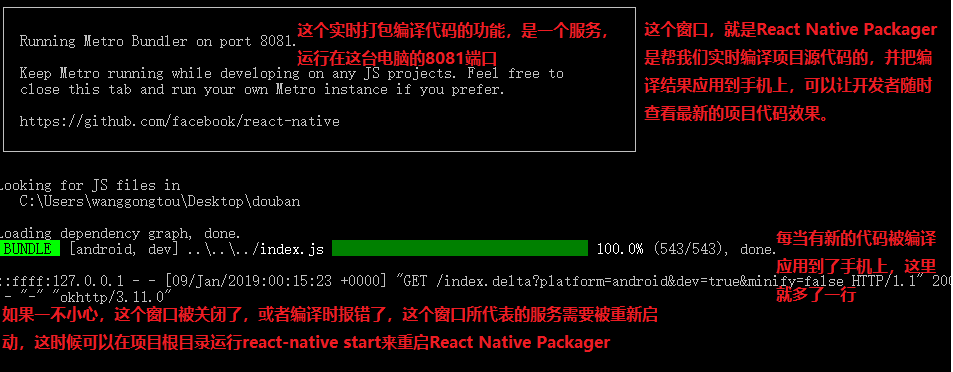 Running Metro Bundler on port 8081.
这个实时打包编译代码的功能，是一个服务，
运行在这台电脑的8081端口
Keep Metro running while developing on any JS projects. Feel free to
close this tab and run your own Metro instance if you prefer.
https://github.com/facebook/react-native
这个窗口，就是React Native Packager
是帮我们实时编译项目源代码的，并把编
译结果应用到手机上，可以让开发者随时
查看最新的项目代码效果。
Looking for JS files in
C:\Users\wanggongtou\Desktop\douban
Loading dependency graph, done.
BUNDLE [android, dev] ..\..\../index.js 100.0% (543/543), done.
每当有新的代码被编译
应用到了手机上，这里
就多了一行
::ffff:127.0.0.1 - - [09/Jan/2019:00:15:23 +0000] "GET /index.delta?platform=android&dev=true&minify=false HTTP/1.1" 200
- "-" "okhttp/3.11.0"
如果一不小心，这个窗口被关闭了，或者编译时报错了，这个窗口所代表的服务需要被重新启
动，这时候可以在项目根目录运行react-native start来重启React Native Packager